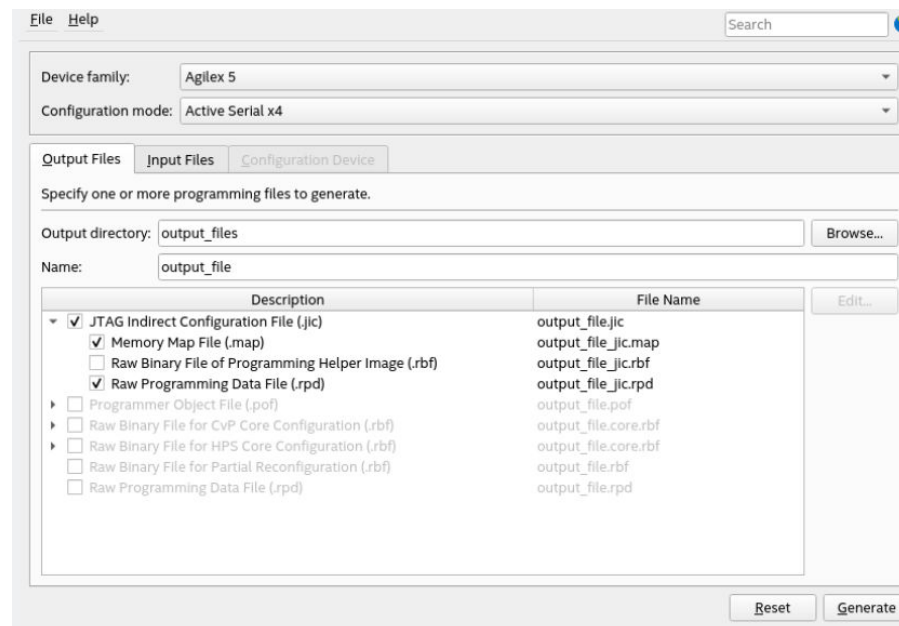 File Help
Search
Device family: Agilex 5
Configuration mode: Active Serial x4
Output Files Input Files Configuration Device
Specify one or more programming files to generate.
Output directory: output_files Browse...
Name: output_file
Description File Name Edit...
JTAG Indirect Configuration File (.jic) output_file.jic
Memory Map File (.map) output_file_jic.map
Raw Binary File of Programming Helper Image (.rbf) output_file_jic.rbf
Raw Programming Data File (.rpd) output_file_jic.rpd
Programmer Object File (.pof) output_file.pof
Raw Binary File for CvP Core Configuration (.rbf) output_file.core.rbf
Raw Binary File for HPS Core Configuration (.rbf) output_file.core.rbf
Raw Binary File for Partial Reconfiguration (.rbf) output_file.rbf
Raw Programming Data File (.rpd) output_file.rpd
Reset Generate